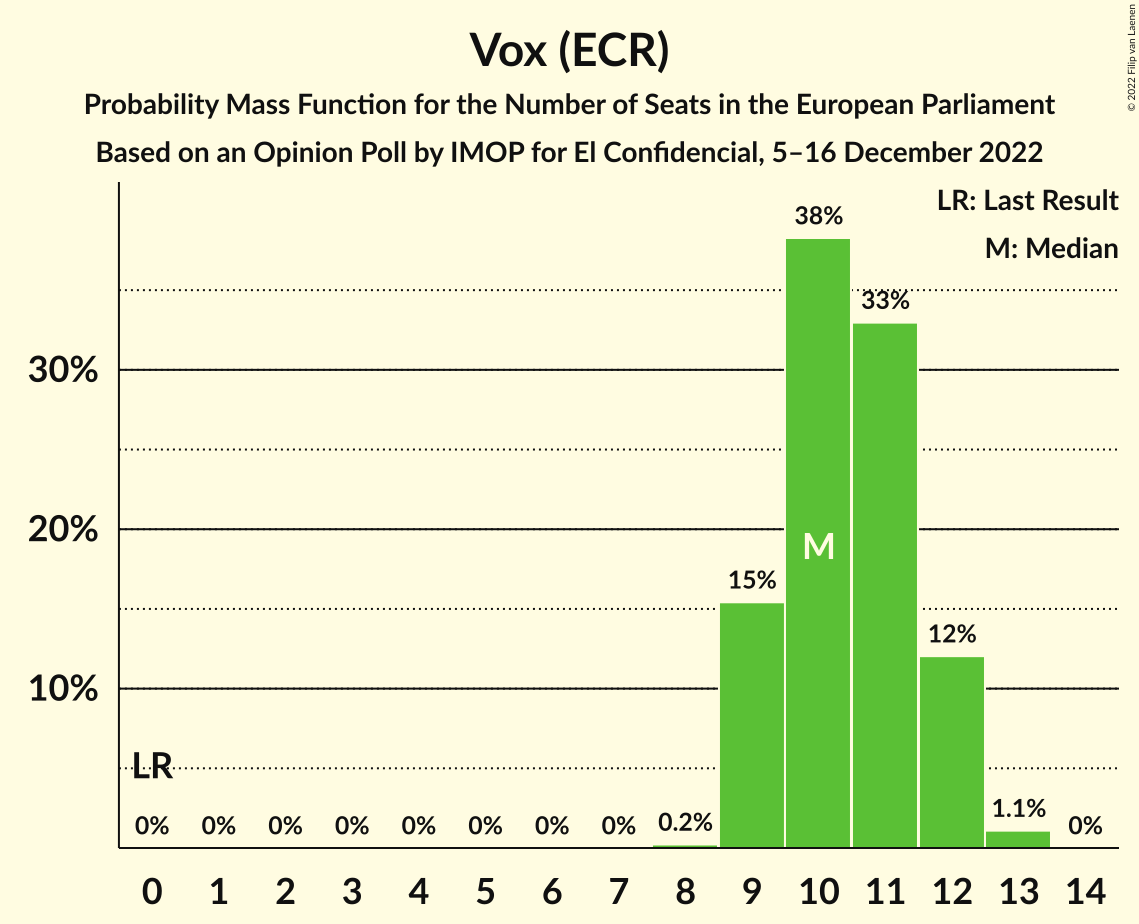 Vox (ECR)
Probability Mass Function for the Number of Seats in the European Parliament
Based on an Opinion Poll by IMOP for El Confidencial, 5–16 December 2022
© 2022 Filip van Laenen
LR: Last Result
M: Median
38%
33%
30%
20%
M
15%
12%
10%
LR
0% 0% 0% 0% 0% 0% 0% 0% 0.2% 1.1% 0%
0 1 2 3 4 5 6 7 8 9 10 11 12 13 14